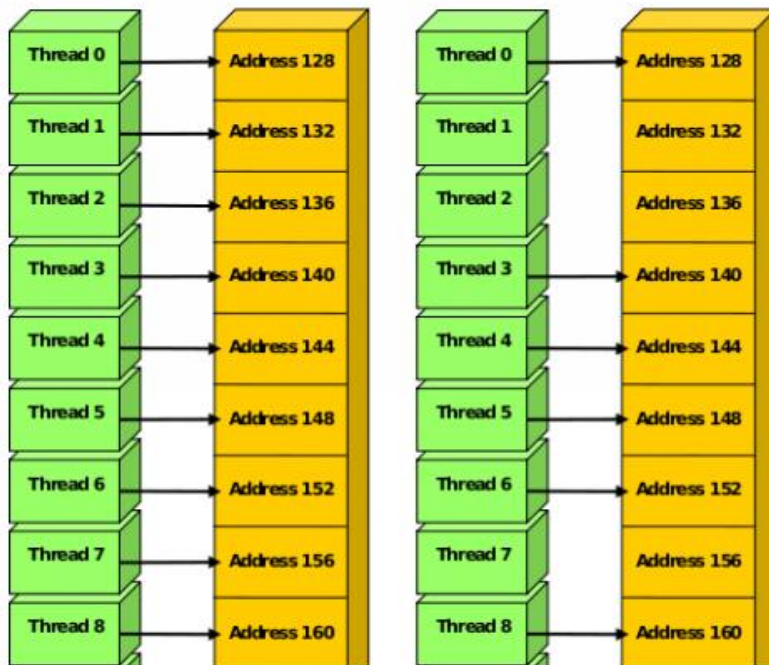 Thread 0
Address 128
Thread 1
Address 132
Thread 2
Address 136
Thread 3
Address 140
Thread 4
Address 144
Thread 5
Address 148
Thread 6
Address 152
Thread 7
Address 156
Thread 8
Address 160
Thread 0
Address 128
Thread 1
Address 132
Thread 2
Address 136
Thread 3
Address 140
Thread 4
Address 144
Thread 5
Address 148
Thread 6
Address 152
Thread 7
Address 156
Thread 8
Address 160